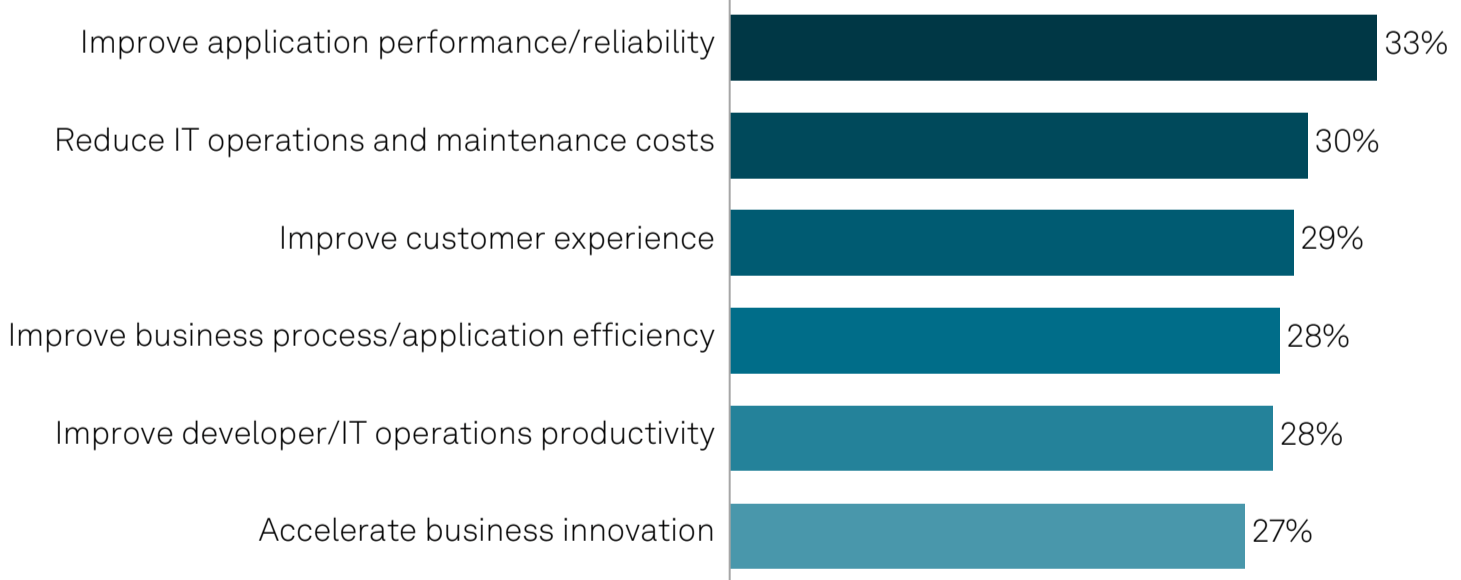 Improve application performance/reliability 33%
Reduce IT operations and maintenance costs 30%
Improve customer experience 29%
Improve business process/application efficiency 28%
Improve developer/IT operations productivity 28%
Accelerate business innovation 27%